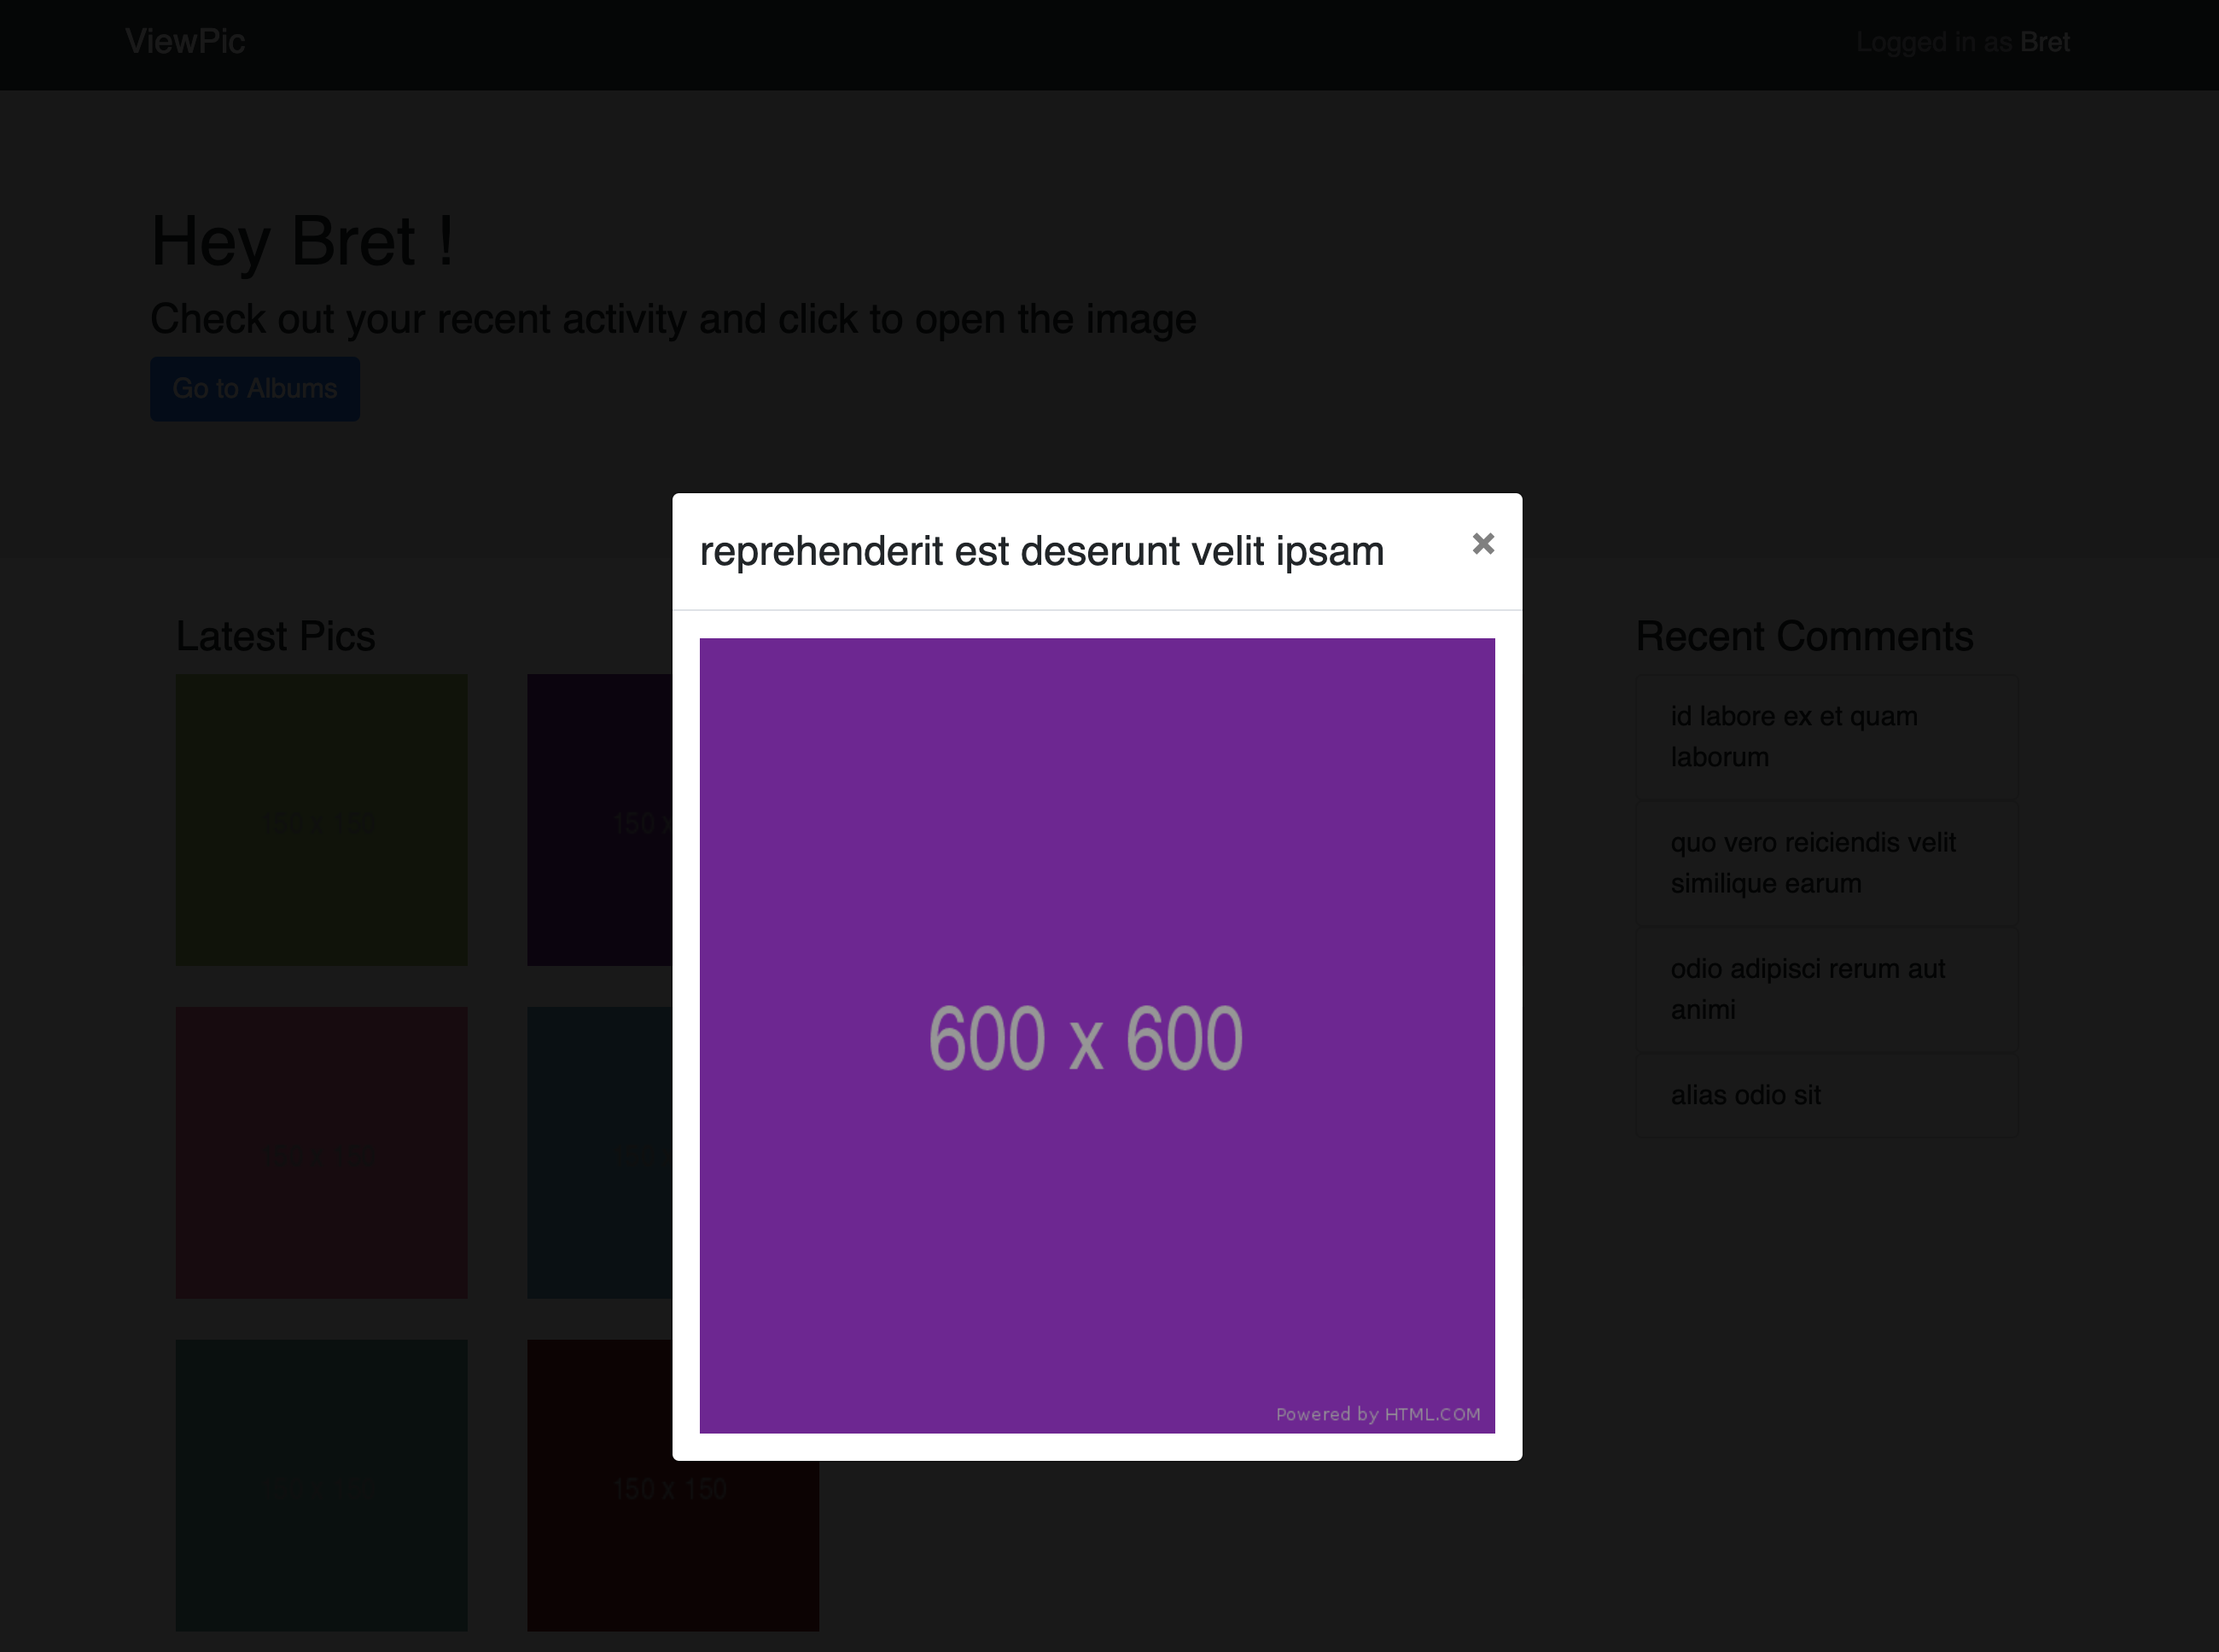 ViewPic
Logged in as Bret
Hey Bret !
Check out your recent activity and click to open the image
Go to Albums
reprehenderit est deserunt velit ipsam
×
600 x 600
Powered by HTML.COM
Latest Pics
150 x 150
150 x
150 x 150
Recent Comments
id labore ex et quam
laborum
quo vero reiciendis velit
similique earum
odio adipisci rerum aut
animi
alias odio sit